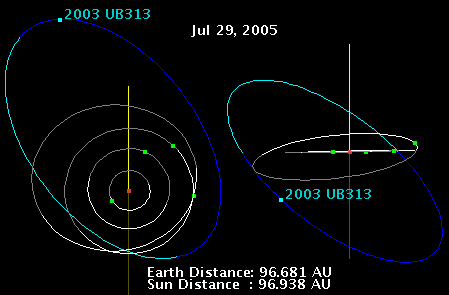 2003 UB313
Jul 29, 2005
2003 UB313
Earth Distance: 96.681 AU
Sun Distance  : 96.938 AU